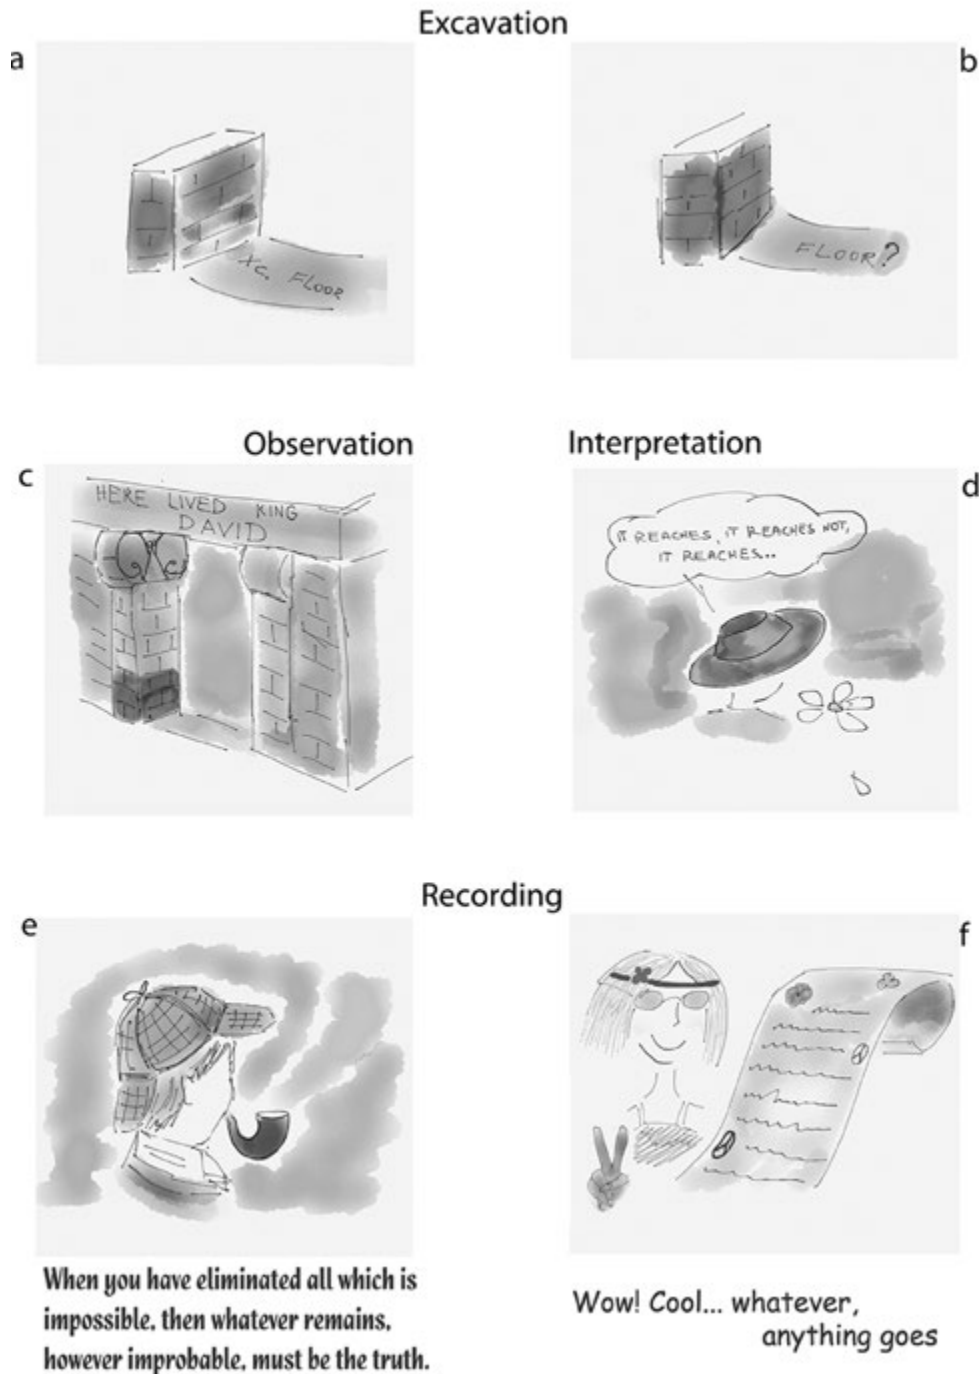 Excavation
a
b
XC. FLOOR
FLOOR?
Observation
Interpretation
c
d
HERE LIVED KING
DAVID
IT REACHES, IT REACHES NOT,
IT REACHES...
Recording
e
f
When you have eliminated all which is
impossible, then whatever remains,
however improbable, must be the truth.
Wow! Cool... whatever,
anything goes